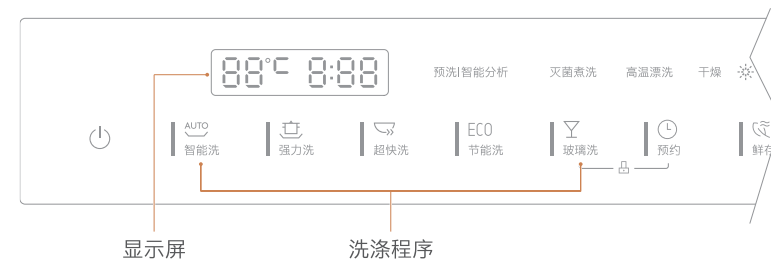 88℃ 8:88
预洗|智能分析 灭菌煮洗 高温漂洗 干燥
AUTO ECO
智能洗 强力洗 超快洗 节能洗 玻璃洗 预约 鲜存
显示屏 洗涤程序